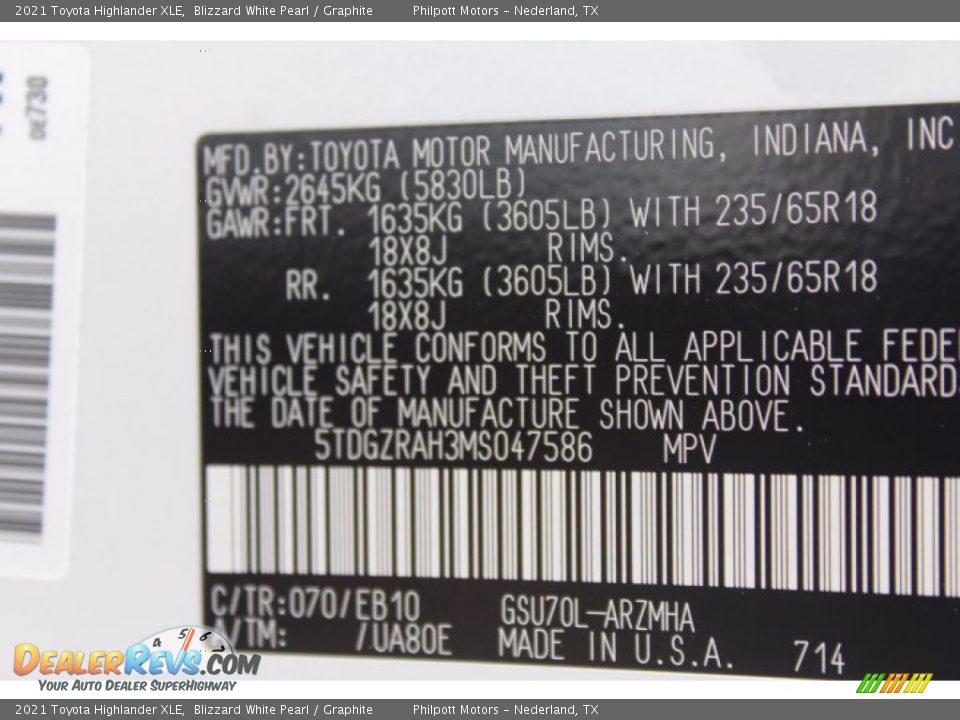 2021 Toyota Highlander XLE, Blizzard White Pearl / Graphite Philpott Motors - Nederland, TX
oe730
MFD.BY:TOYOTA MOTOR MANUFACTURING, INDIANA, INC
GVWR:2645KG (5830LB)
GAWR:FRT. 1635KG (3605LB) WITH 235/65R18
18X8J RIMS.
RR. 1635KG (3605LB) WITH 235/65R18
18X8J RIMS.
THIS VEHICLE CONFORMS TO ALL APPLICABLE FEDE
VEHICLE SAFETY AND THEFT PREVENTION STANDARD
THE DATE OF MANUFACTURE SHOWN ABOVE.
5TDGZRAH3MS047586 MPV
C/TR:070/EB10 GSU70L-ARZMHA
A/TM: /UA80E MADE IN U.S.A. 714
4 5 6
DEALERREVS.COM
YOUR AUTO DEALER SUPERHIGHWAY
2021 Toyota Highlander XLE, Blizzard White Pearl / Graphite Philpott Motors - Nederland, TX